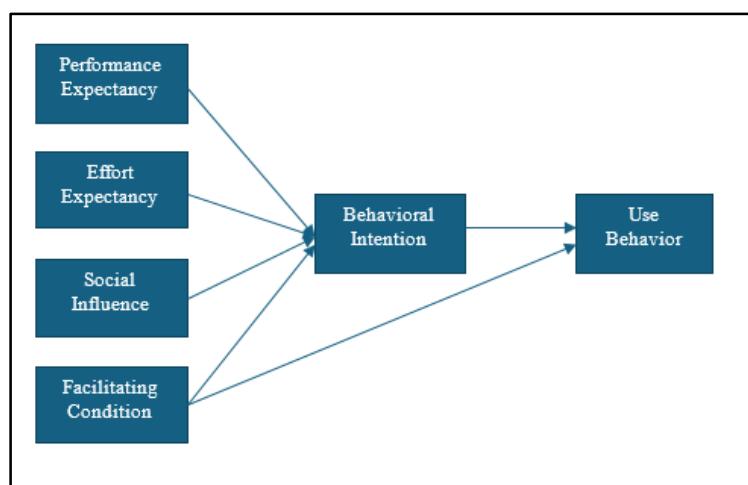 Performance
Expectancy
Effort
Expectancy
Social
Influence
Facilitating
Condition
Behavioral
Intention
Use
Behavior